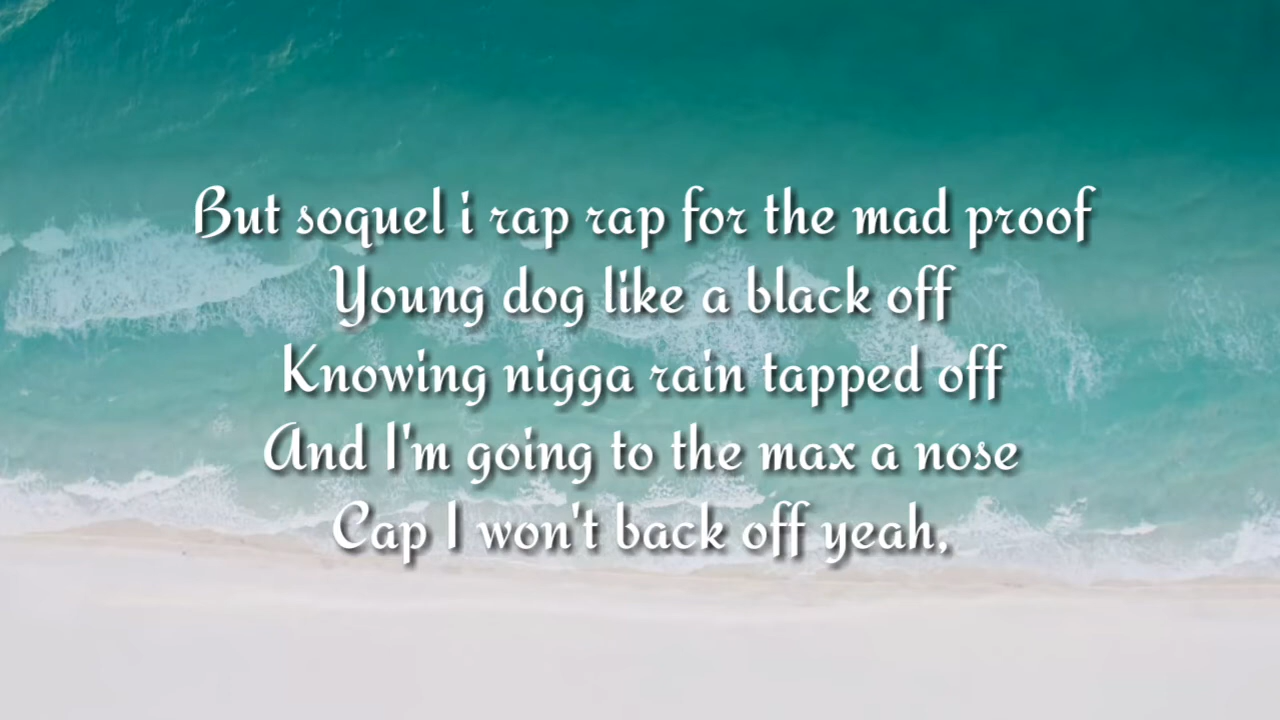 But soquel i rap rap for the mad proof
Young dog like a black off
Knowing nigga rain tapped off
And I'm going to the max a nose
Cap I won't back off yeah,